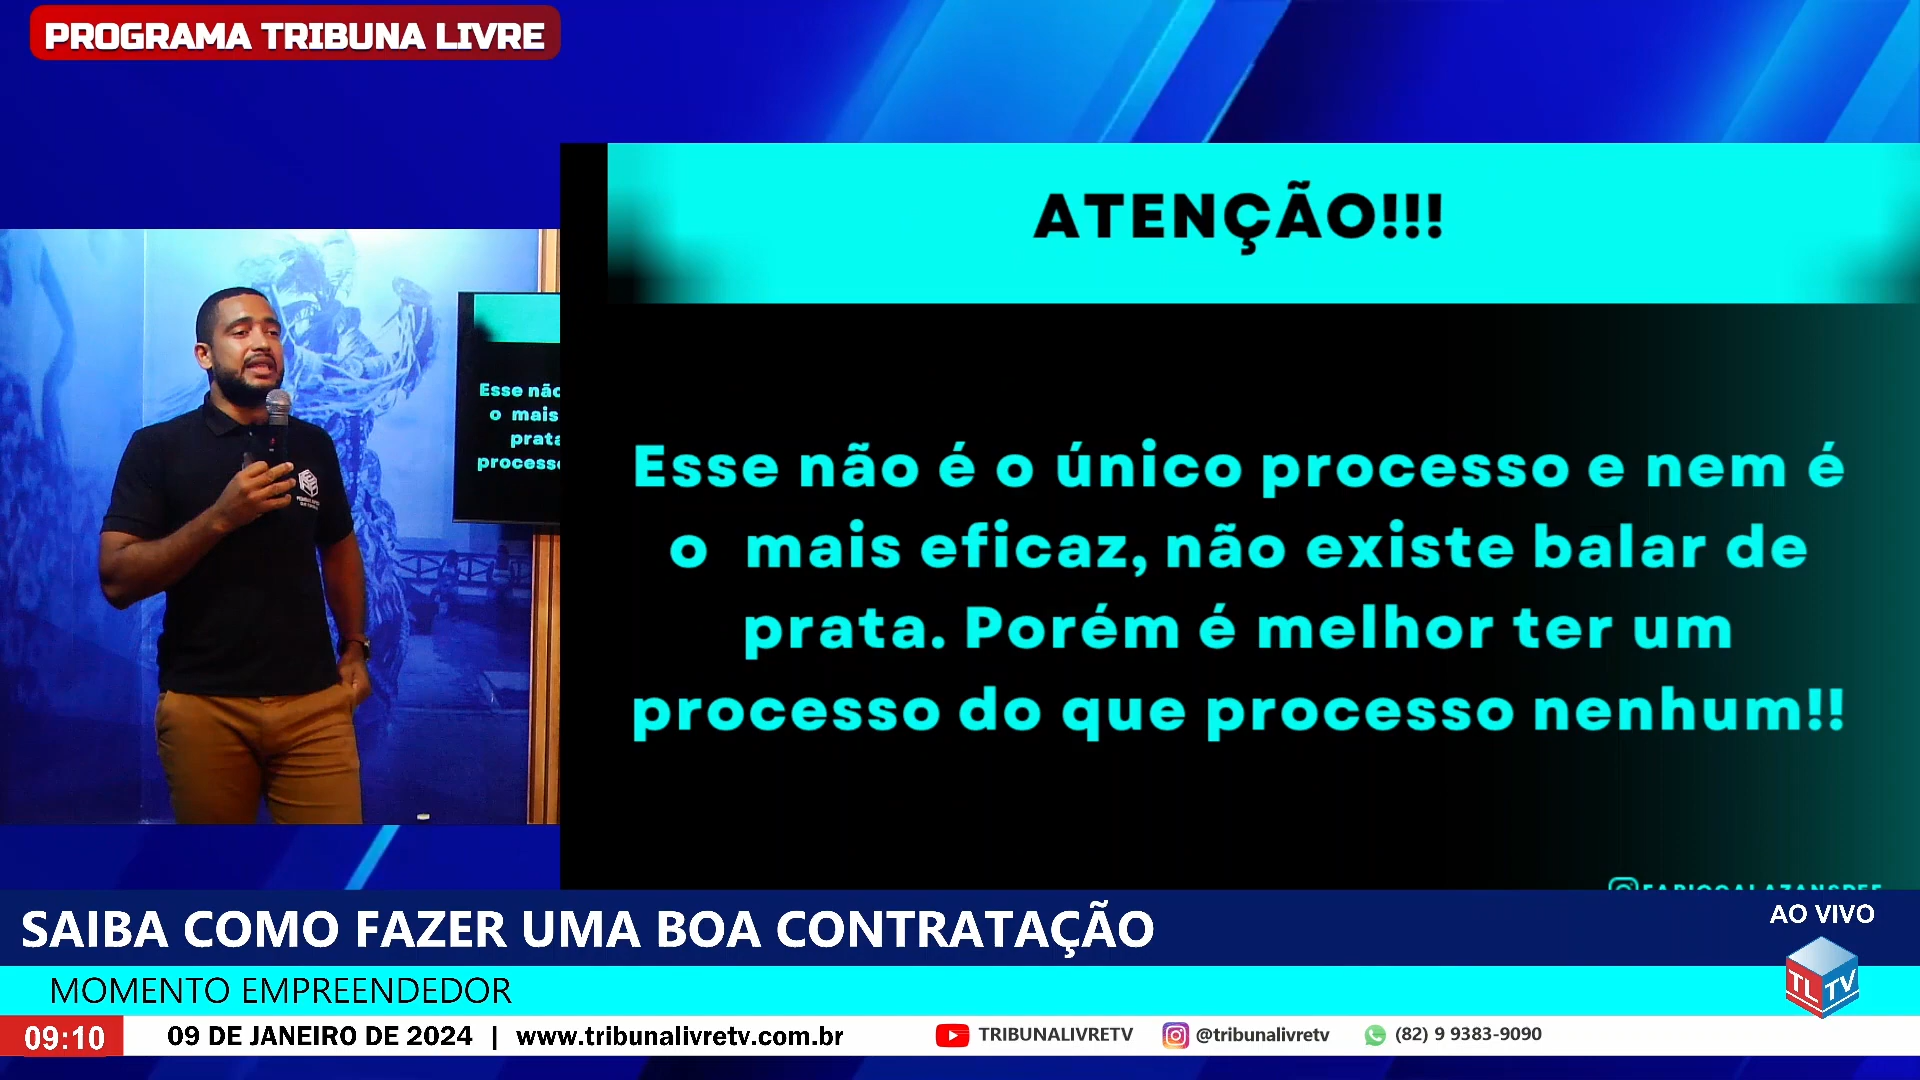 PROGRAMA TRIBUNA LIVRE
ATENÇÃO!!!
Esse não é o único processo e nem é
o mais eficaz, não existe balar de
prata. Porém é melhor ter um
processo do que processo nenhum!!
Esse não
o mais
prata
processo
SAIBA COMO FAZER UMA BOA CONTRATAÇÃO
AO VIVO
MOMENTO EMPREENDEDOR
TL TV
09:10
09 DE JANEIRO DE 2024 | www.tribunalivretv.com.br
TRIBUNALIVRETV
@tribunalivretv
(82) 9 9383-9090